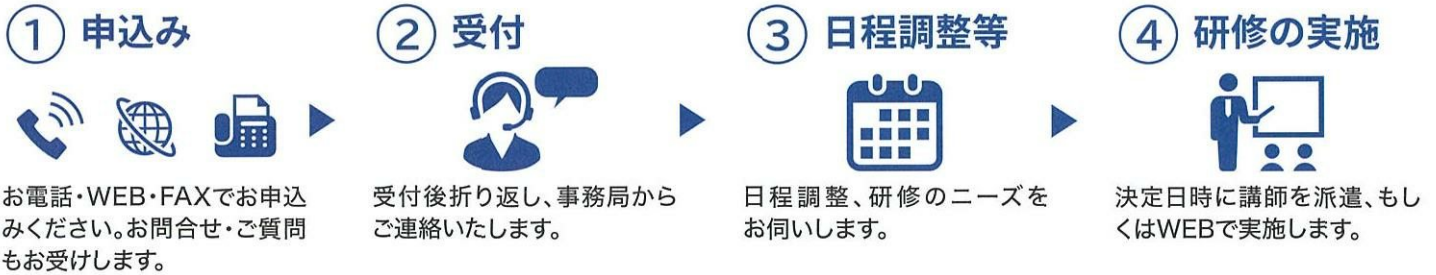 ① 申込み
お電話・WEB・FAXでお申込
みください。お問合せ・ご質問
もお受けします。
② 受付
受付後折り返し、事務局から
ご連絡いたします。
③ 日程調整等
日程調整、研修のニーズを
お伺いします。
④ 研修の実施
決定日時に講師を派遣、もし
くはWEBで実施します。